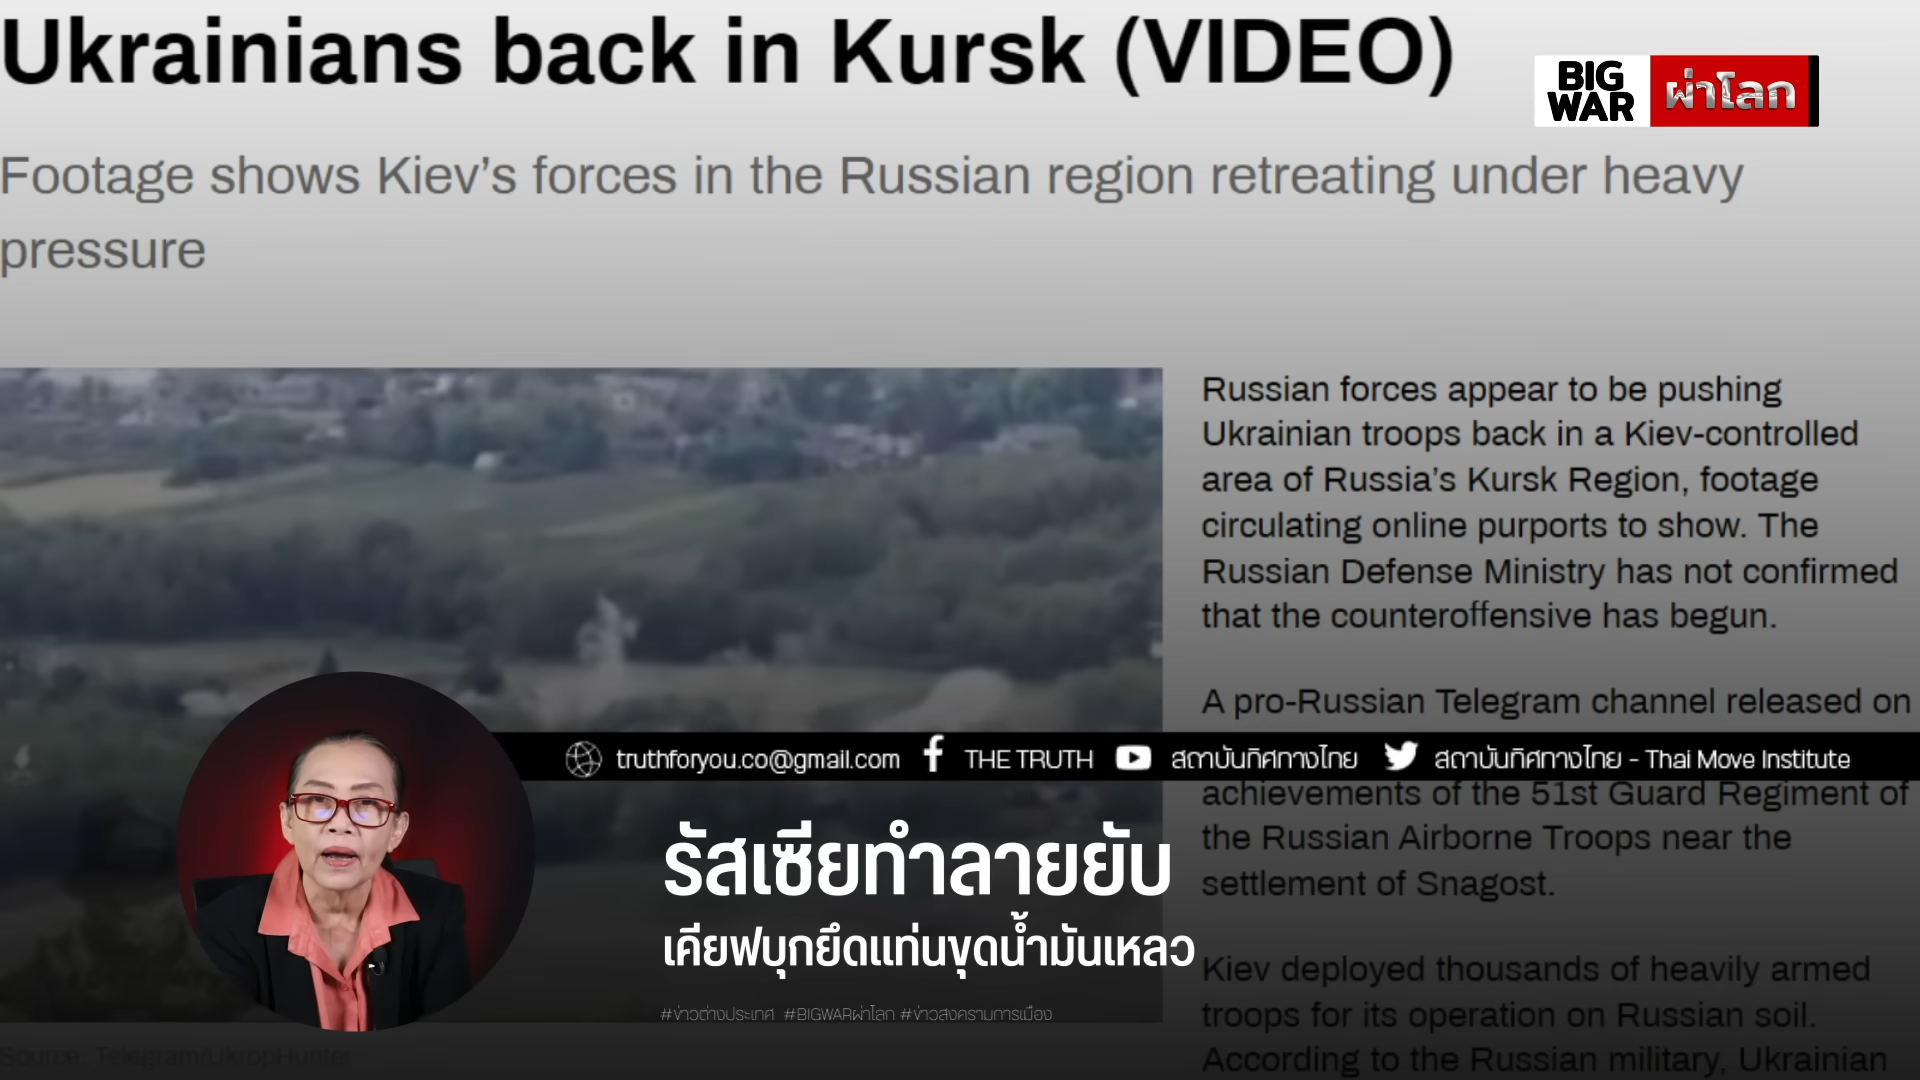 Ukrainians back in Kursk (VIDEO)
BIG
WAR
ผ่าโลก
Footage shows Kiev’s forces in the Russian region retreating under heavy
pressure
Russian forces appear to be pushing
Ukrainian troops back in a Kiev-controlled
area of Russia’s Kursk Region, footage
circulating online purports to show. The
Russian Defense Ministry has not confirmed
that the counteroffensive has begun.
A pro-Russian Telegram channel released on
truthforyou.co@gmail.com THE TRUTH สถาบันทิศทางไทย สถาบันทิศทางไทย - Thai Move Institute
achievements of the 51st Guard Regiment of
the Russian Airborne Troops near the
settlement of Snagost.
Kiev deployed thousands of heavily armed
troops for its operation on Russian soil.
According to the Russian military, Ukrainian
รัสเซียทำลายยับ
เคียฟบุกยึดแท่นขุดน้ำมันเหลว
#ข่าวต่างประเทศ #BIGWARผ่าโลก #ข่าวสงครามการเมือง
Source: Telegram/UkropHunter